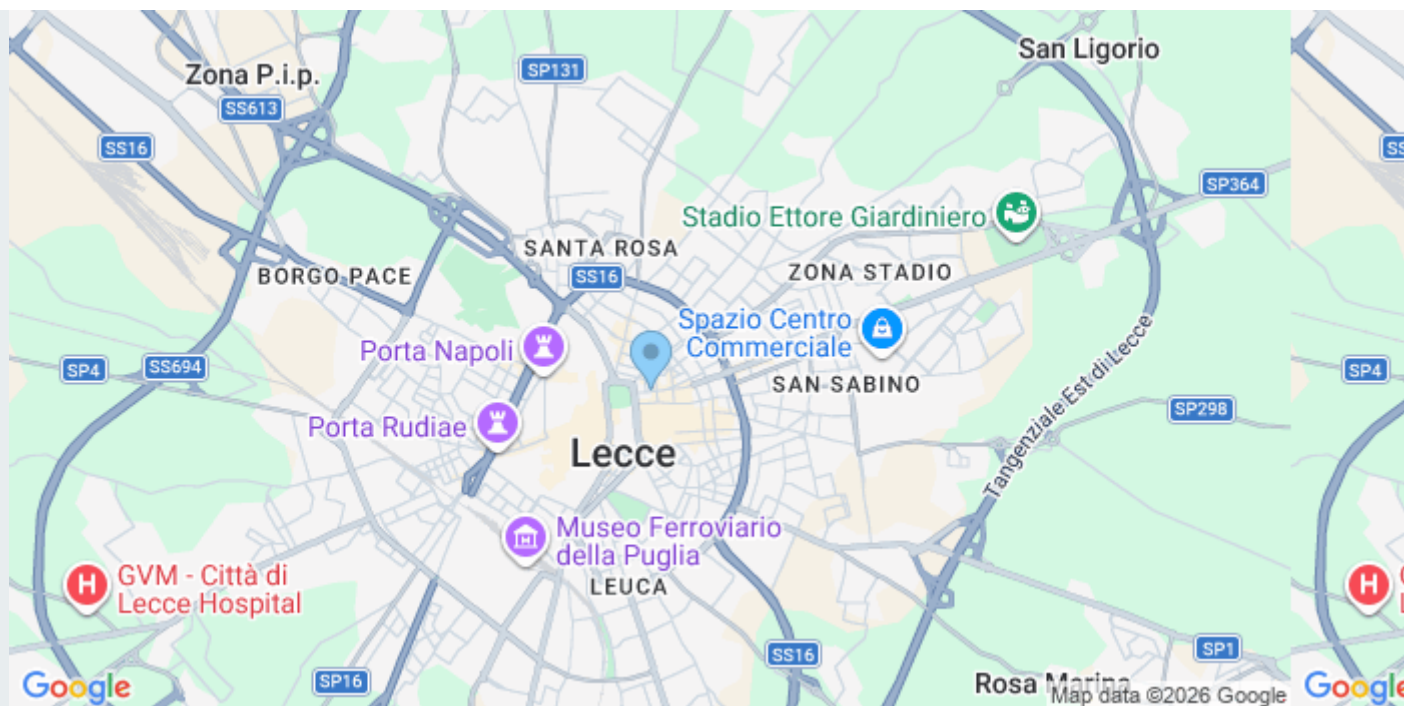 San Ligorio
Zona P.i.p.
SP131
SS613
SS16
SP364
Stadio Ettore Giardiniero
SANTA ROSA
ZONA STADIO
BORGO PACE
SS16
Spazio Centro
Commerciale
Porta Napoli
SP4
SS694
SAN SABINO
SP4
SP298
Porta Rudiae
Lecce
Tangenziale Est di Lecce
Museo Ferroviario
della Puglia
H
GVM - Città di
Lecce Hospital
LEUCA
H
SP1
SS16
SP16
Rosa Marina
Google
Map data ©2026 Google
Google